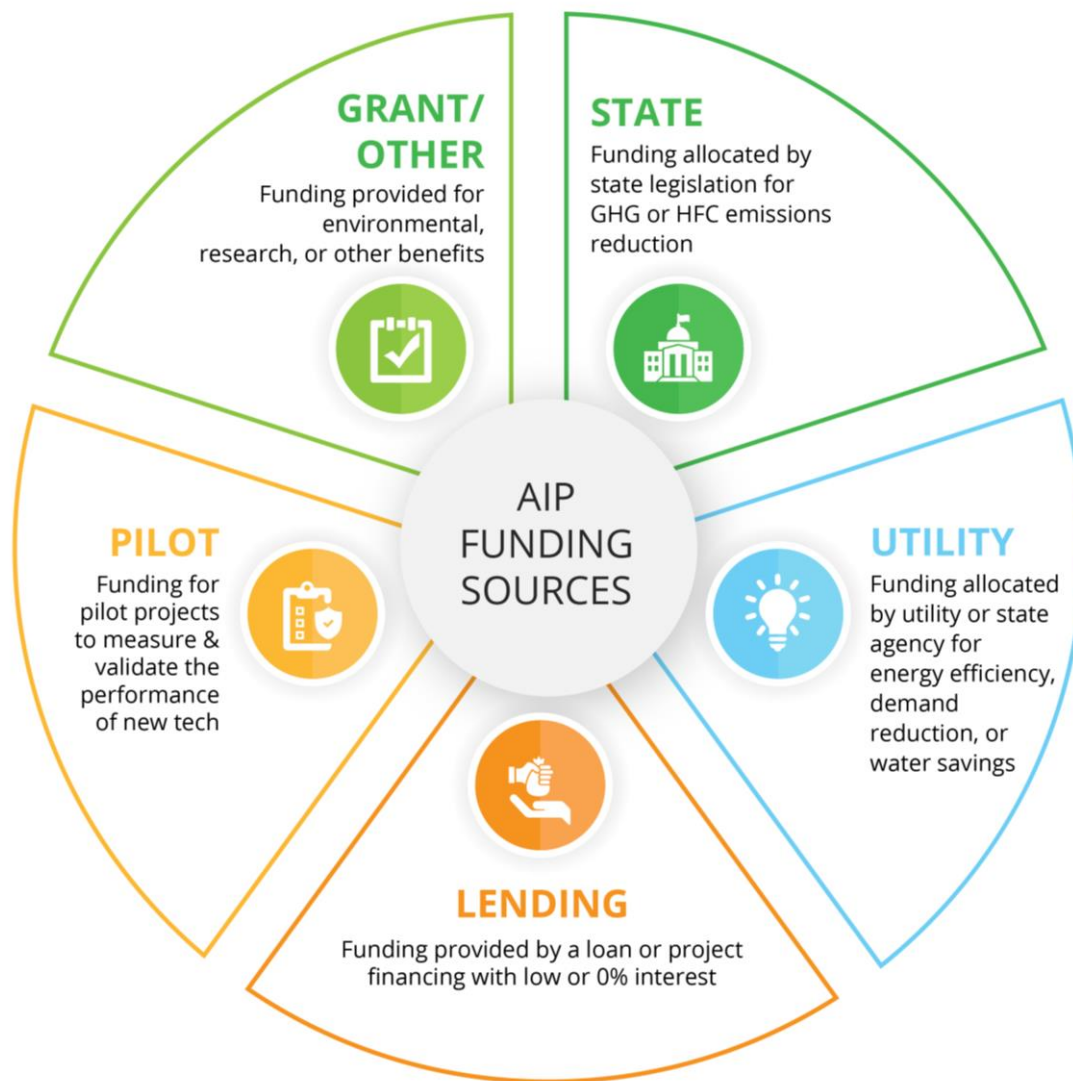 GRANT/
OTHER
Funding provided for
environmental,
research, or other benefits
STATE
Funding allocated by
state legislation for
GHG or HFC emissions
reduction
AIP
FUNDING
SOURCES
PILOT
Funding for
pilot projects
to measure &
validate the
performance
of new tech
UTILITY
Funding allocated
by utility or state
agency for
energy efficiency,
demand
reduction, or
water savings
LENDING
Funding provided by a loan or project
financing with low or 0% interest